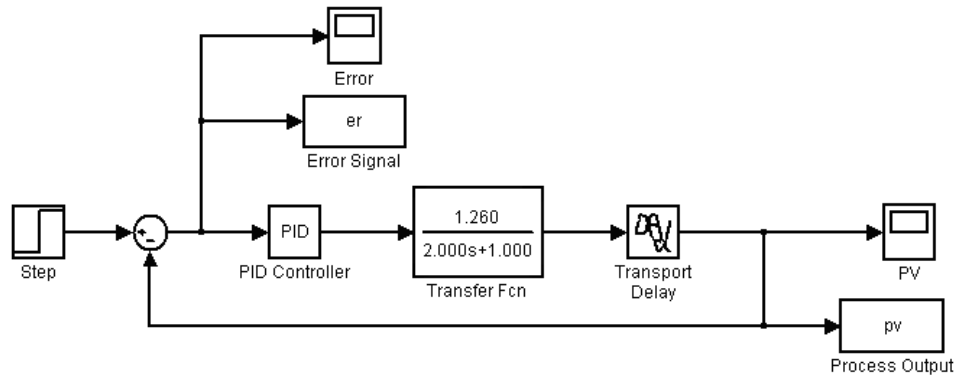 Error
er
Error Signal
Step
PID
PID Controller
1.260
2.000s+1.000
Transfer Fcn
Transport
Delay
PV
pv
Process Output